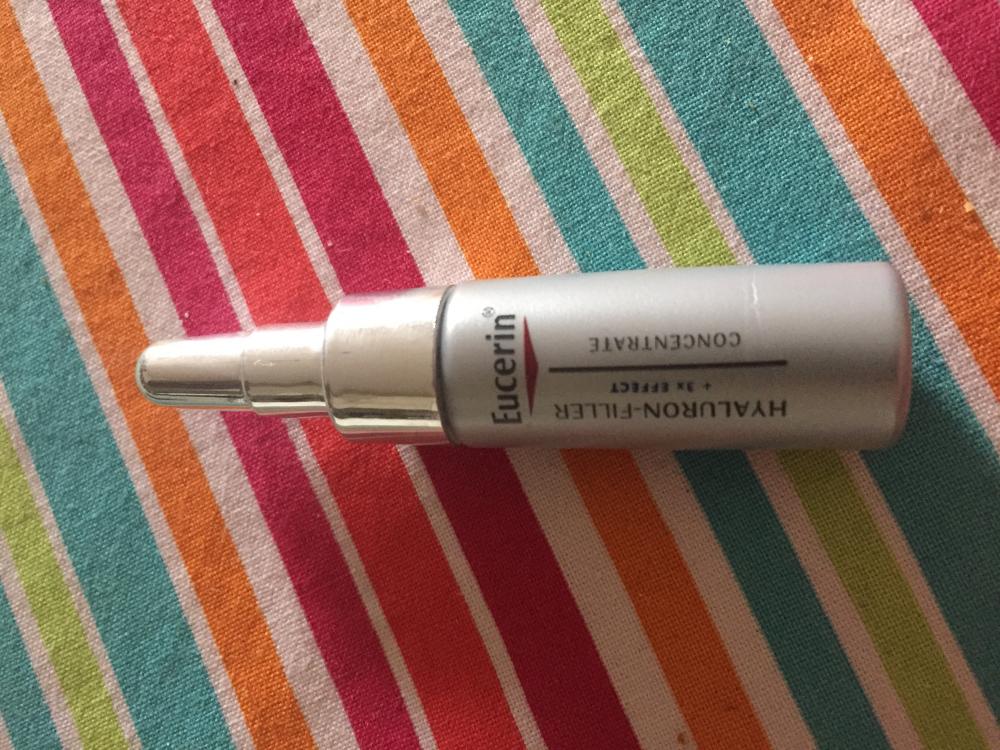 Eucerin®
HYALURON-FILLER
+ 3x EFFECT
CONCENTRATE